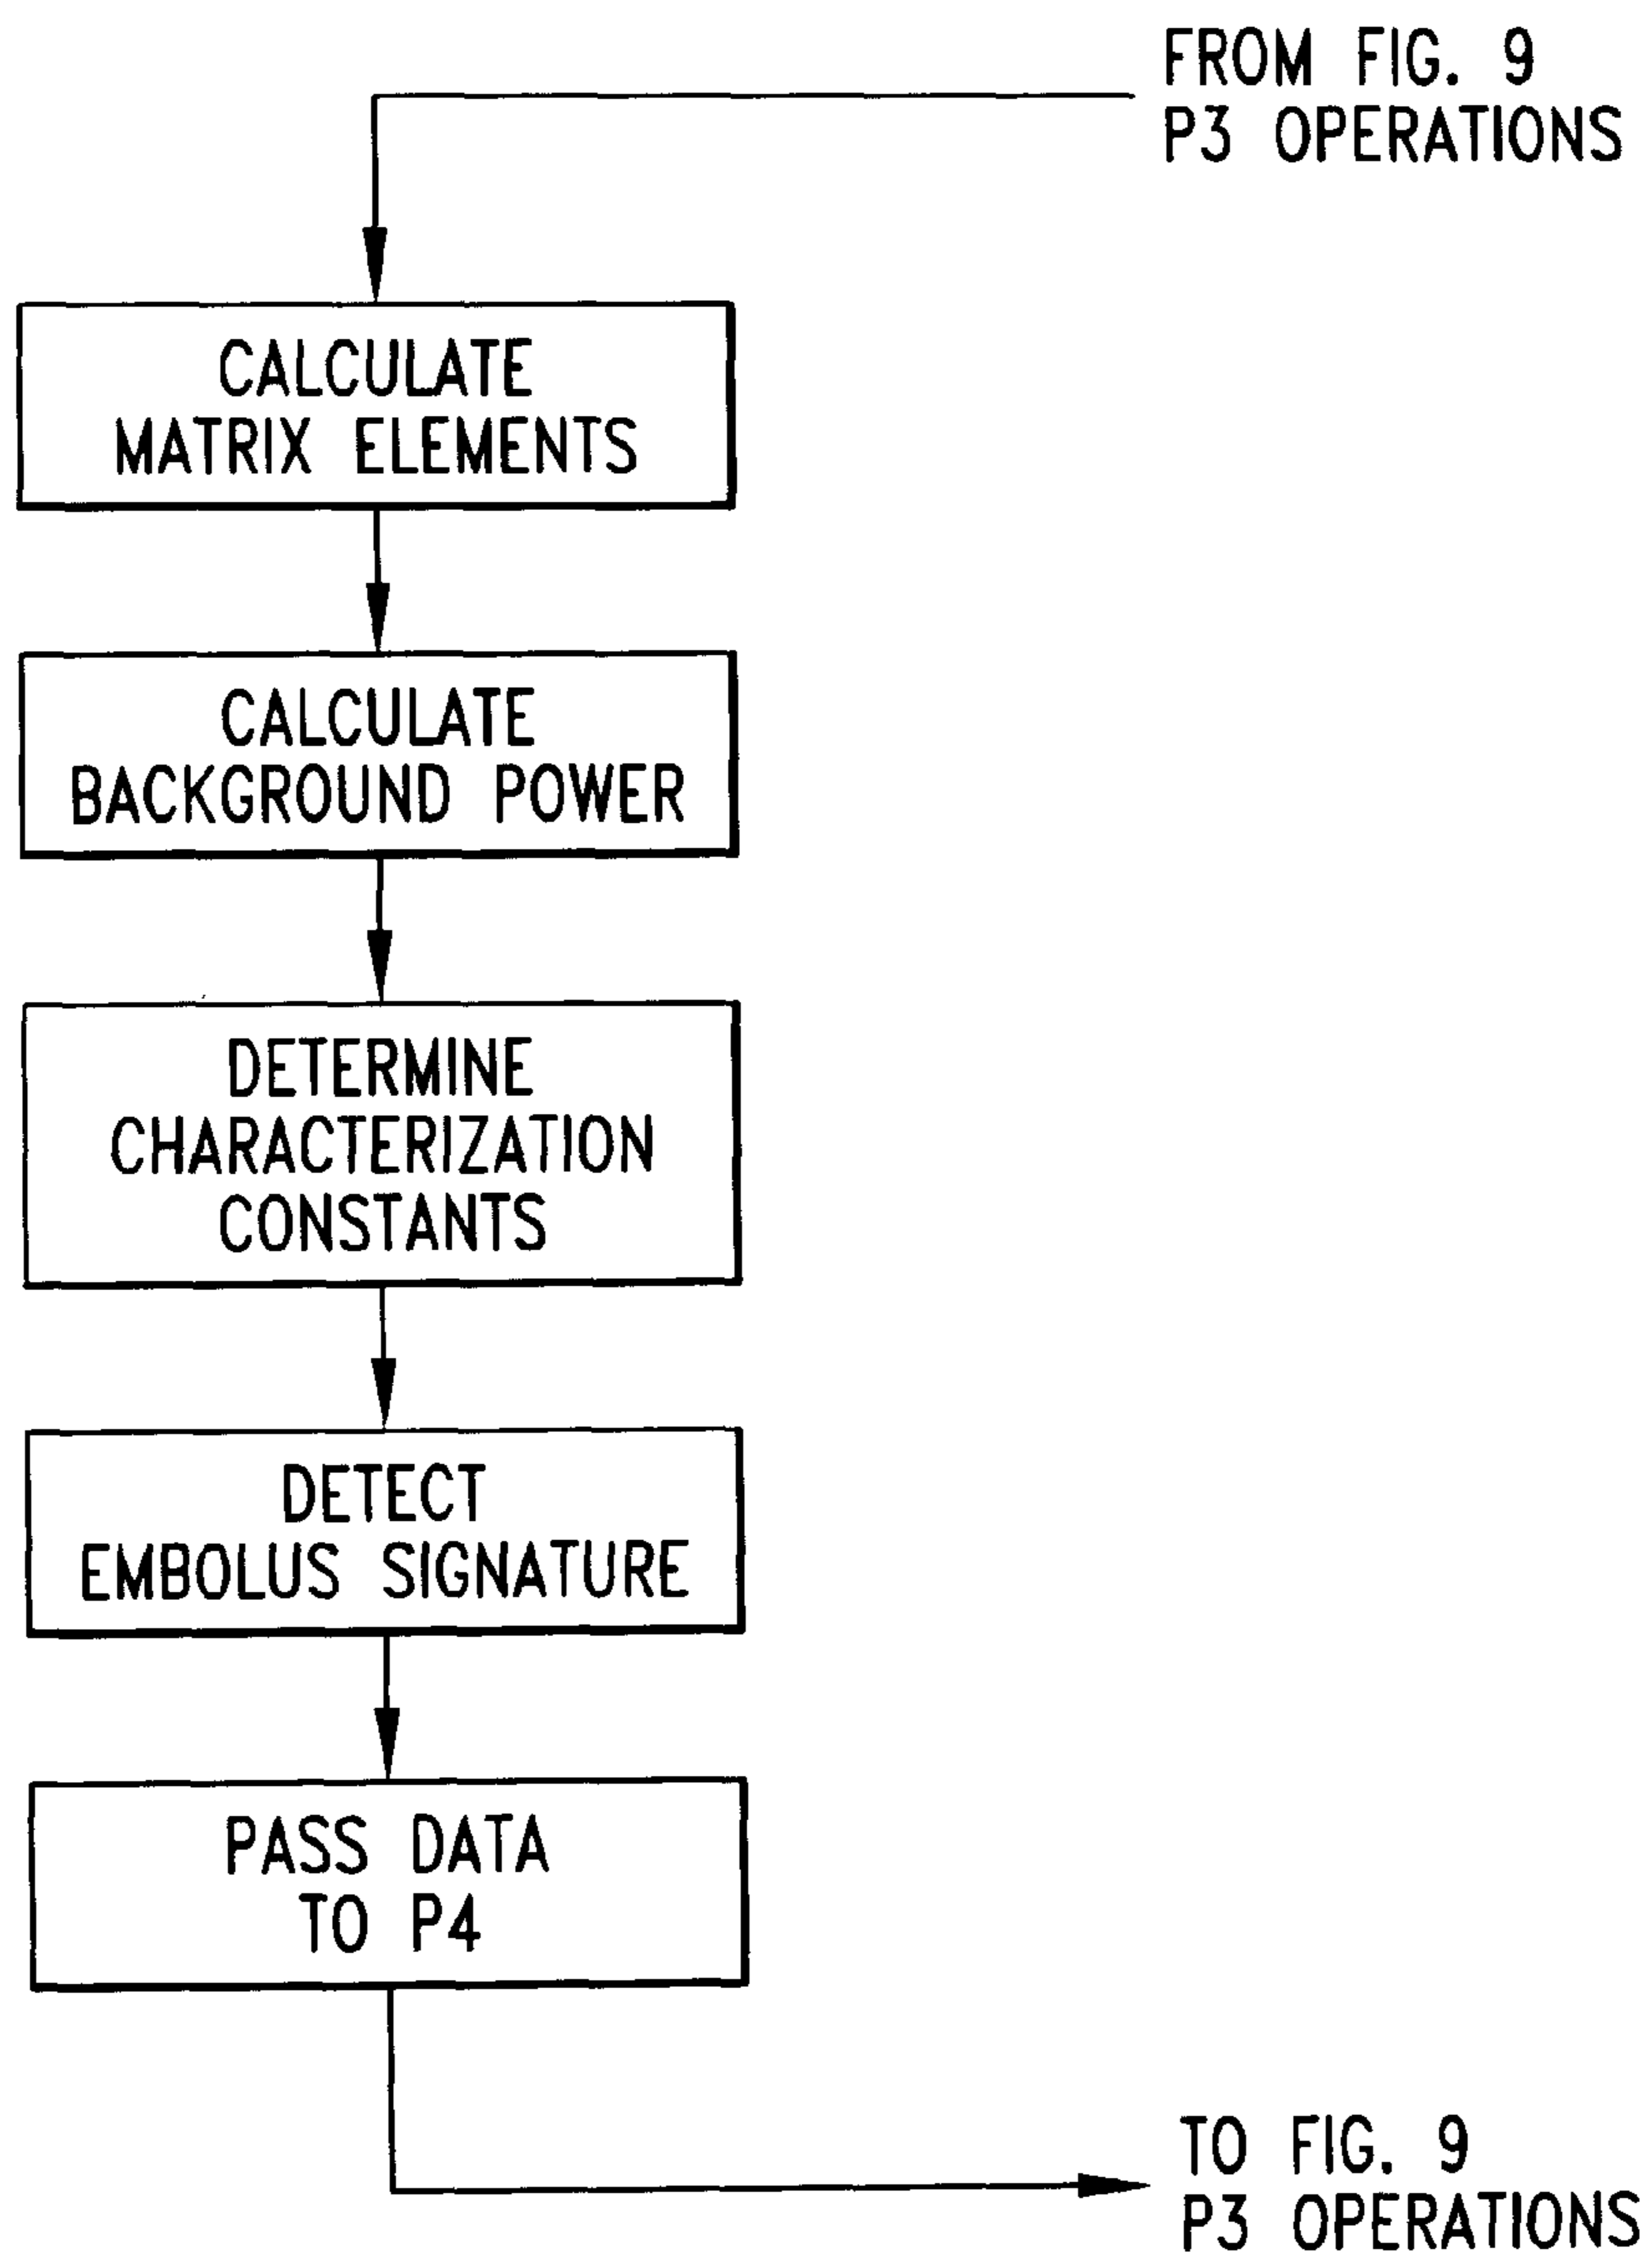 FROM FIG. 9
P3 OPERATIONS
CALCULATE
MATRIX ELEMENTS
CALCULATE
BACKGROUND POWER
DETERMINE
CHARACTERIZATION
CONSTANTS
DETECT
EMBOLUS SIGNATURE
PASS DATA
TO P4
TO FIG. 9
P3 OPERATIONS